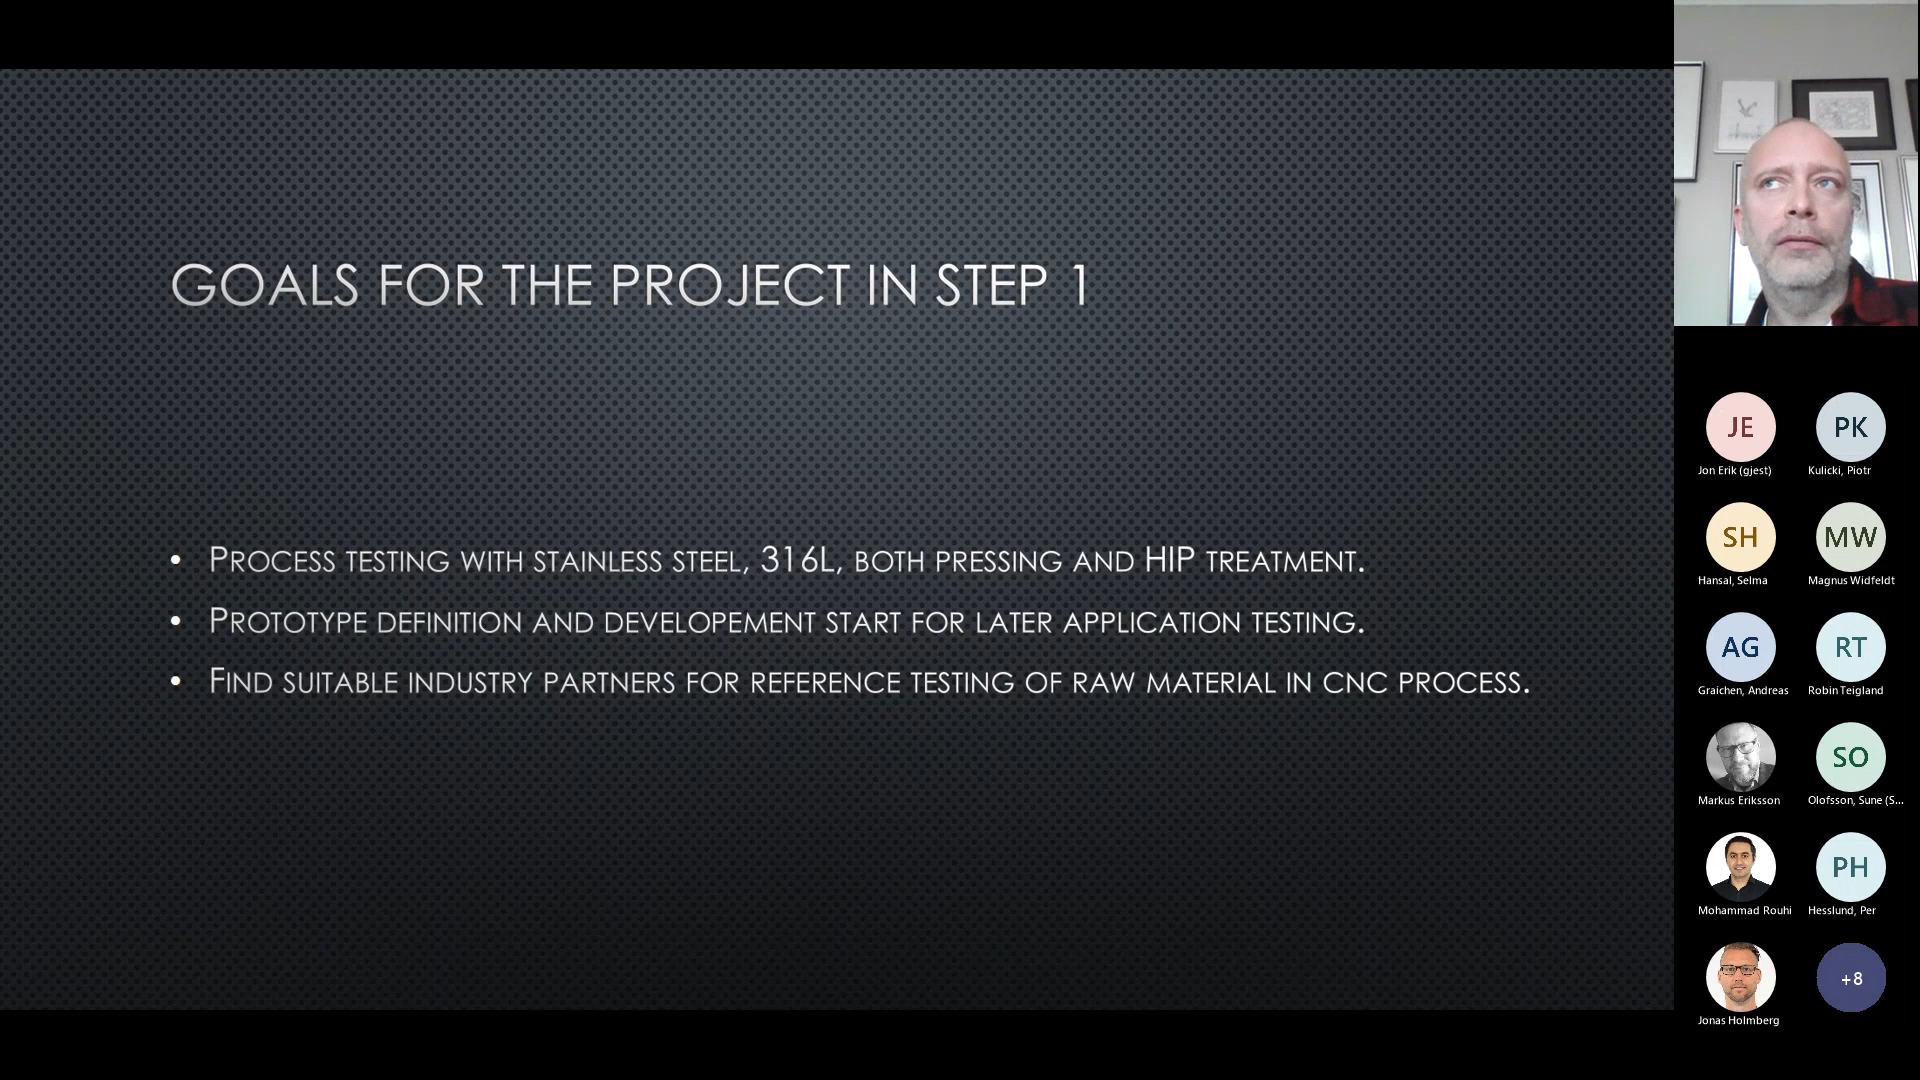 GOALS FOR THE PROJECT IN STEP 1
• PROCESS TESTING WITH STAINLESS STEEL, 316L, BOTH PRESSING AND HIP TREATMENT.
• PROTOTYPE DEFINITION AND DEVELOPEMENT START FOR LATER APPLICATION TESTING.
• FIND SUITABLE INDUSTRY PARTNERS FOR REFERENCE TESTING OF RAW MATERIAL IN CNC PROCESS.
JE
Jon Erik (gjest)
PK
Kulicki, Piotr
SH
Hansal, Selma
MW
Magnus Widfeldt
AG
Graichen, Andreas
RT
Robin Teigland
Markus Eriksson
SO
Olofsson, Sune (S...
Mohammad Rouhi
PH
Hesslund, Per
Jonas Holmberg
+8